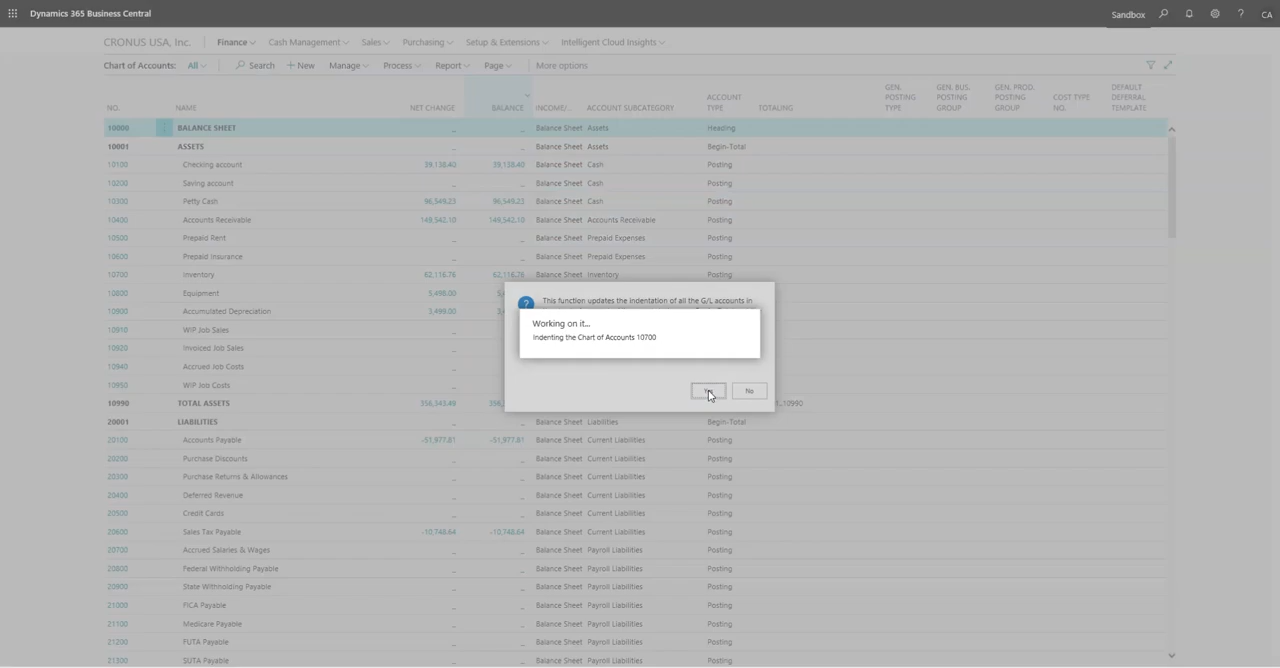 Dynamics 365 Business Central
Sandbox
?
CA
CRONUS USA, Inc.
Finance
Cash Management
Sales
Purchasing
Setup & Extensions
Intelligent Cloud Insights
Chart of Accounts: All
Search
+ New
Manage
Process
Report
Page
More options
NO. NAME NET CHANGE BALANCE INCOME/... ACCOUNT SUBCATEGORY ACCOUNT TYPE TOTALING GEN. POSTING TYPE GEN. BUS. POSTING GROUP GEN. PROD. POSTING GROUP COST TYPE NO. DEFAULT DEFERRAL TEMPLATE
10000 BALANCE SHEET _ _ Balance Sheet Assets Heading
10001 ASSETS _ _ Balance Sheet Assets Begin-Total
10100 Checking account 39,138.40 39,138.40 Balance Sheet Cash Posting
10200 Saving account _ _ Balance Sheet Cash Posting
10300 Petty Cash 96,549.23 96,549.23 Balance Sheet Cash Posting
10400 Accounts Receivable 149,542.10 149,542.10 Balance Sheet Accounts Receivable Posting
10500 Prepaid Rent _ _ Balance Sheet Prepaid Expenses Posting
10600 Prepaid Insurance _ _ Balance Sheet Prepaid Expenses Posting
10700 Inventory 62,116.76 62,116.76 Balance Sheet Inventory Posting
10800 Equipment 5,498.00
10900 Accumulated Depreciation 3,499.00
10910 WIP Job Sales _
10920 Invoiced Job Sales _
10940 Accrued Job Costs _
10950 WIP Job Costs _
10990 TOTAL ASSETS 356,343.49 ..10990
20001 LIABILITIES _ _ Balance Sheet Liabilities Begin-Total
20100 Accounts Payable -51,977.81 -51,977.81 Balance Sheet Current Liabilities Posting
20200 Purchase Discounts _ _ Balance Sheet Current Liabilities Posting
20300 Purchase Returns & Allowances _ _ Balance Sheet Current Liabilities Posting
20400 Deferred Revenue _ _ Balance Sheet Current Liabilities Posting
20500 Credit Cards _ _ Balance Sheet Current Liabilities Posting
20600 Sales Tax Payable -10,748.64 -10,748.64 Balance Sheet Current Liabilities Posting
20700 Accrued Salaries & Wages _ _ Balance Sheet Payroll Liabilities Posting
20800 Federal Withholding Payable _ _ Balance Sheet Payroll Liabilities Posting
20900 State Withholding Payable _ _ Balance Sheet Payroll Liabilities Posting
21000 FICA Payable _ _ Balance Sheet Payroll Liabilities Posting
21100 Medicare Payable _ _ Balance Sheet Payroll Liabilities Posting
21200 FUTA Payable _ _ Balance Sheet Payroll Liabilities Posting
21300 SUTA Payable _ _ Balance Sheet Payroll Liabilities Posting
? This function updates the indentation of all the G/L accounts in
Working on it...
Indenting the Chart of Accounts 10700
No